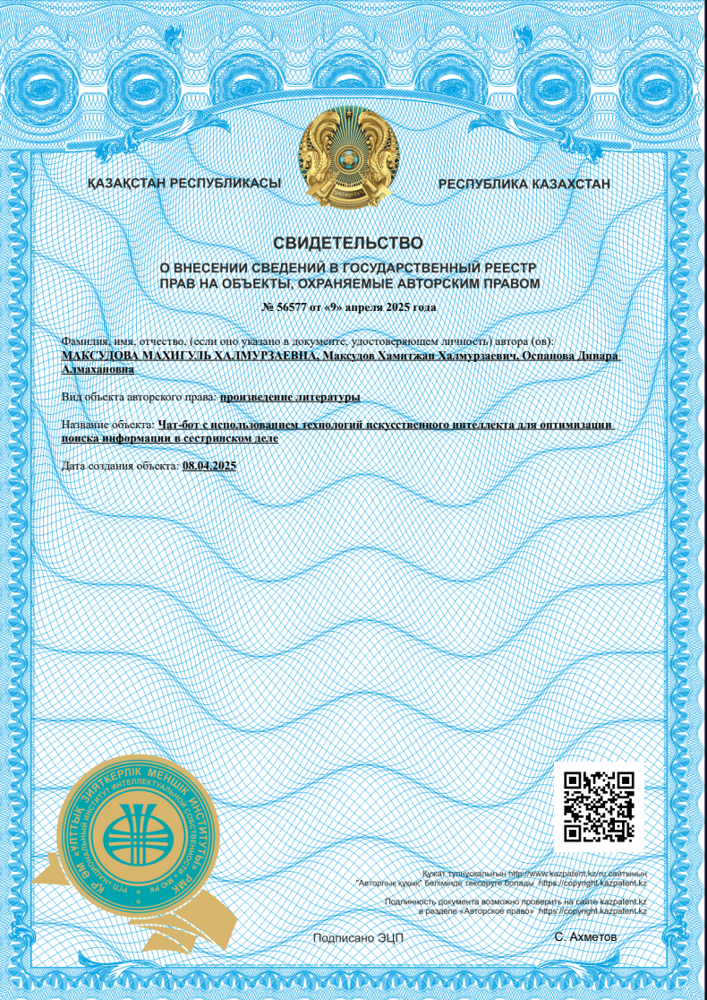 ҚАЗАҚСТАН РЕСПУБЛИКАСЫ
РЕСПУБЛИКА КАЗАХСТАН
QAZAQSTAN
СВИДЕТЕЛЬСТВО
О ВНЕСЕНИИ СВЕДЕНИЙ В ГОСУДАРСТВЕННЫЙ РЕЕСТР
ПРАВ НА ОБЪЕКТЫ, ОХРАНЯЕМЫЕ АВТОРСКИМ ПРАВОМ
№ 56577 от «9» апреля 2025 года
Фамилия, имя, отчество, (если оно указано в документе, удостоверяющем личность) автора (ов):
МАКСУДОВА МАХИГУЛЬ ХАЛМУРЗАЕВНА, Максудов Хамитжан Халмурзаевич, Оспанова Динара
Алмахановна
Вид объекта авторского права: произведение литературы
Название объекта: Чат-бот с использованием технологий искусственного интеллекта для оптимизации
поиска информации в сестринском деле
Дата создания объекта: 08.04.2025
ҚР ӘМ «ҰЛТТЫҚ ЗИЯТКЕРЛІК МЕНШІК ИНСТИТУТЫ» РМК
РГП «НАЦИОНАЛЬНЫЙ ИНСТИТУТ ИНТЕЛЛЕКТУАЛЬНОЙ СОБСТВЕННОСТИ» МЮ РК
Құжат түпнұсқалығын http://www.kazpatent.kz/ru сайтының
"Авторлық құқық" бөлімінде тексеруге болады https://copyright.kazpatent.kz
Подлинность документа возможно проверить на сайте kazpatent.kz
в разделе «Авторское право» https://copyright.kazpatent.kz
Подписано ЭЦП
С. Ахметов